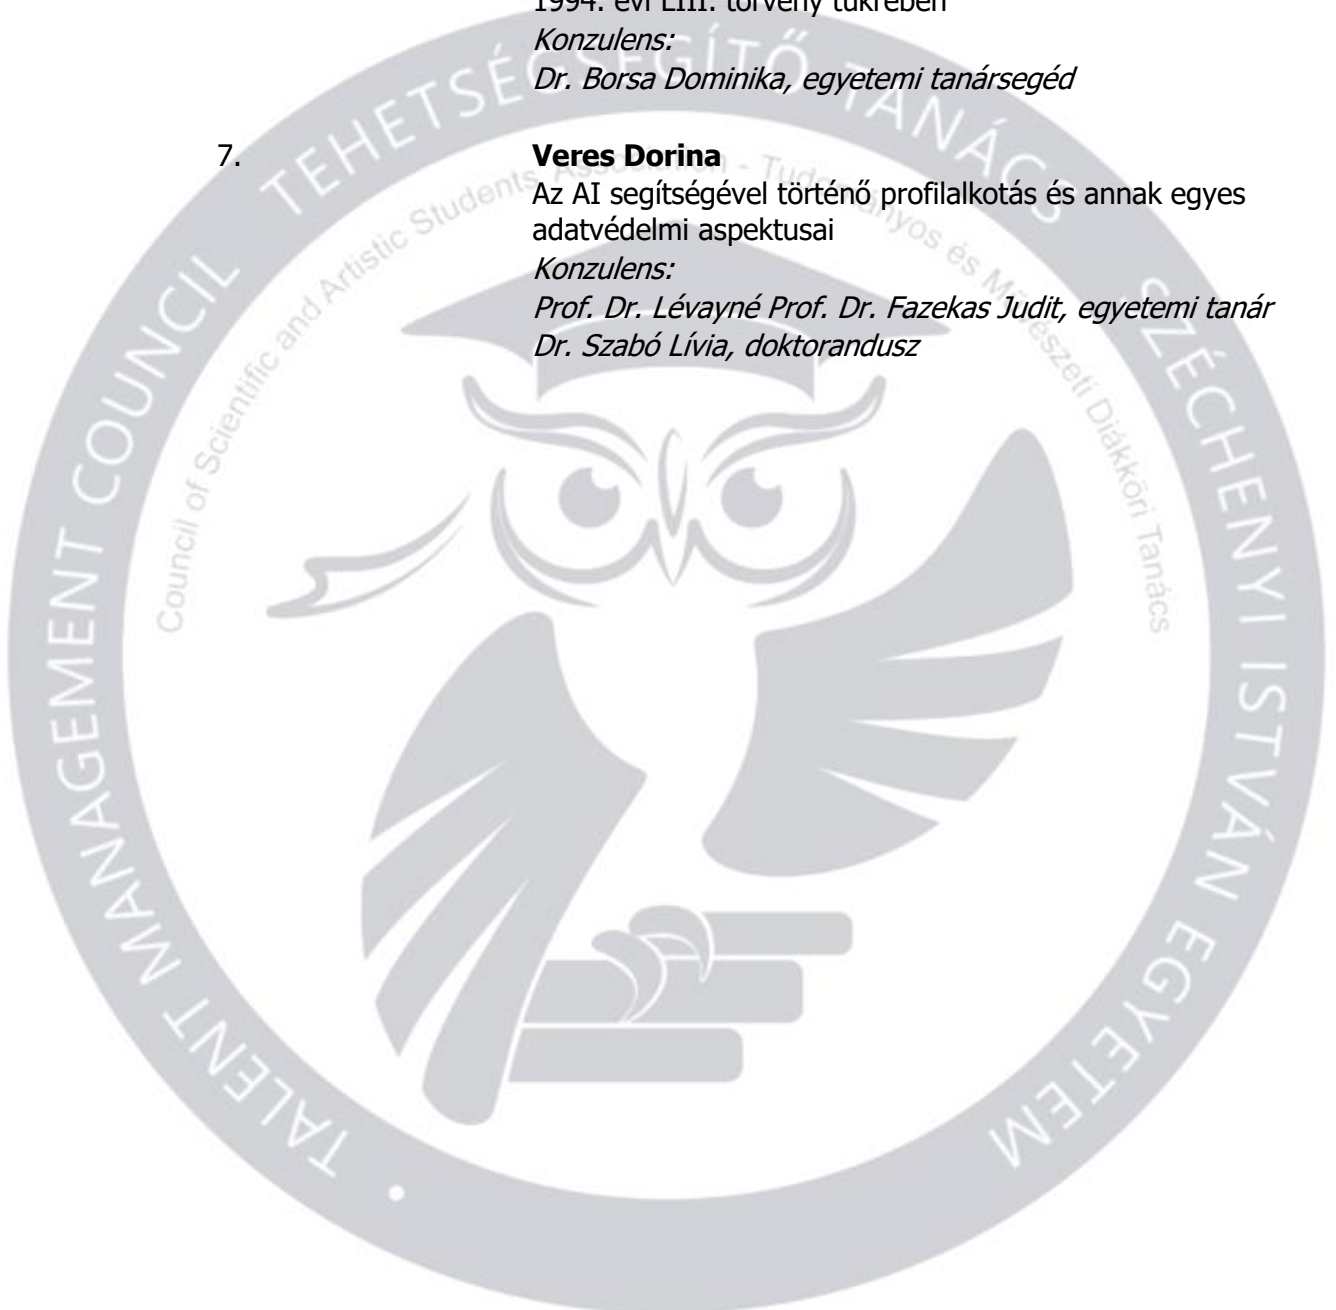 1994. évi LIII. törvény tükrében
Konzulens:
Dr. Borsa Dominika, egyetemi tanársegéd
7.
Veres Dorina
Az AI segítségével történő profilalkotás és annak egyes
adatvédelmi aspektusai
Konzulens:
Prof. Dr. Lévayné Prof. Dr. Fazekas Judit, egyetemi tanár
Dr. Szabó Lívia, doktorandusz
TEHETSÉGSEGÍTŐ TANÁCS
SZÉCHENYI ISTVÁN EGYETEM
TALENT MANAGEMENT COUNCIL
Council of Scientific and Artistic Students' Association - Tudományos és Művészeti Diákköri Tanács